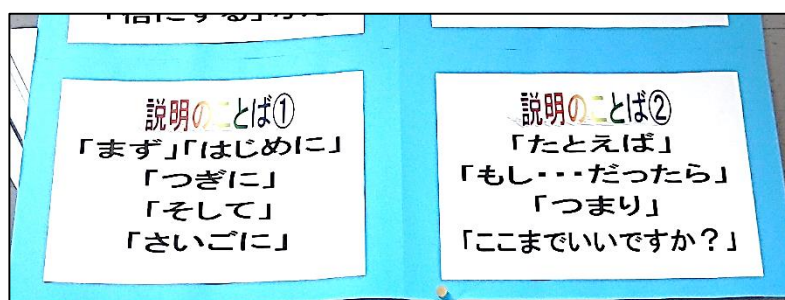 説明のことば①
「まず」「はじめに」
「つぎに」
「そして」
「さいごに」
説明のことば②
「たとえば」
「もし・・・だったら」
「つまり」
「ここまでいいですか？」